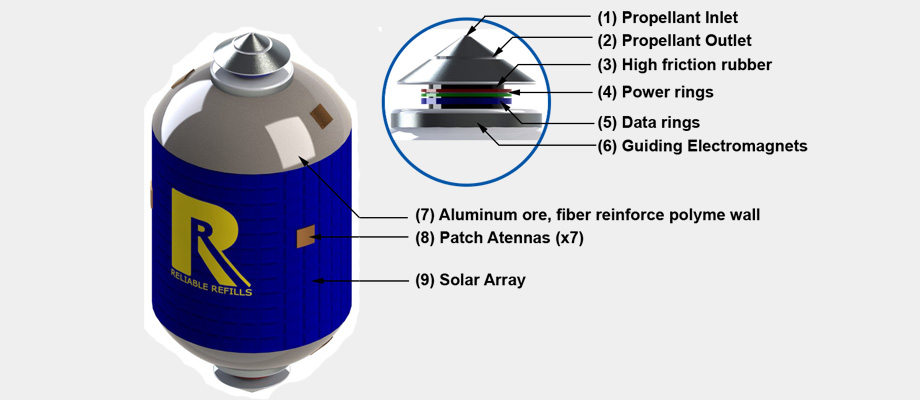 (1) Propellant Inlet
(2) Propellant Outlet
(3) High friction rubber
(4) Power rings
(5) Data rings
(6) Guiding Electromagnets
(7) Aluminum ore, fiber reinforce polyme wall
(8) Patch Atennas (x7)
(9) Solar Array
R
R
RELIABLE REFILLS